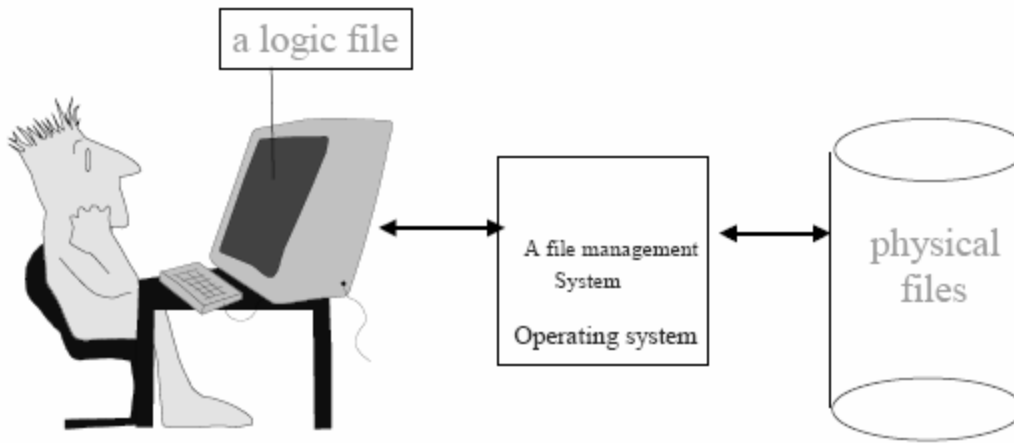 a logic file
A file management
System
Operating system
physical
files